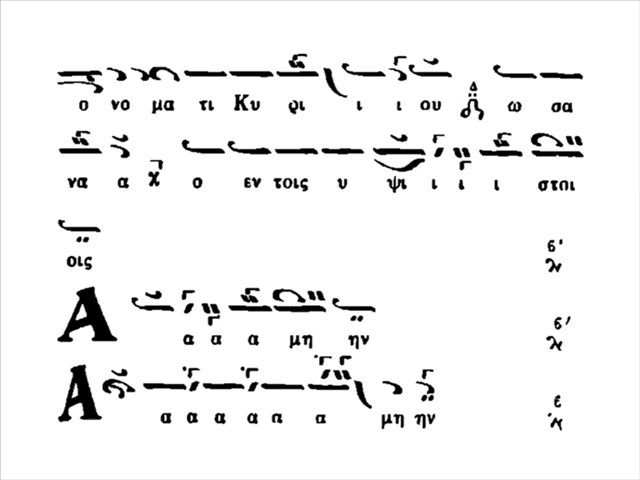 ο νο μα τι Κυ ρι ι ι ου ω σα
να α χ ο εν τοις υ ψι ι ι ι στοι
οις
Α α α α μη ην
Α α α α α α α μη ην